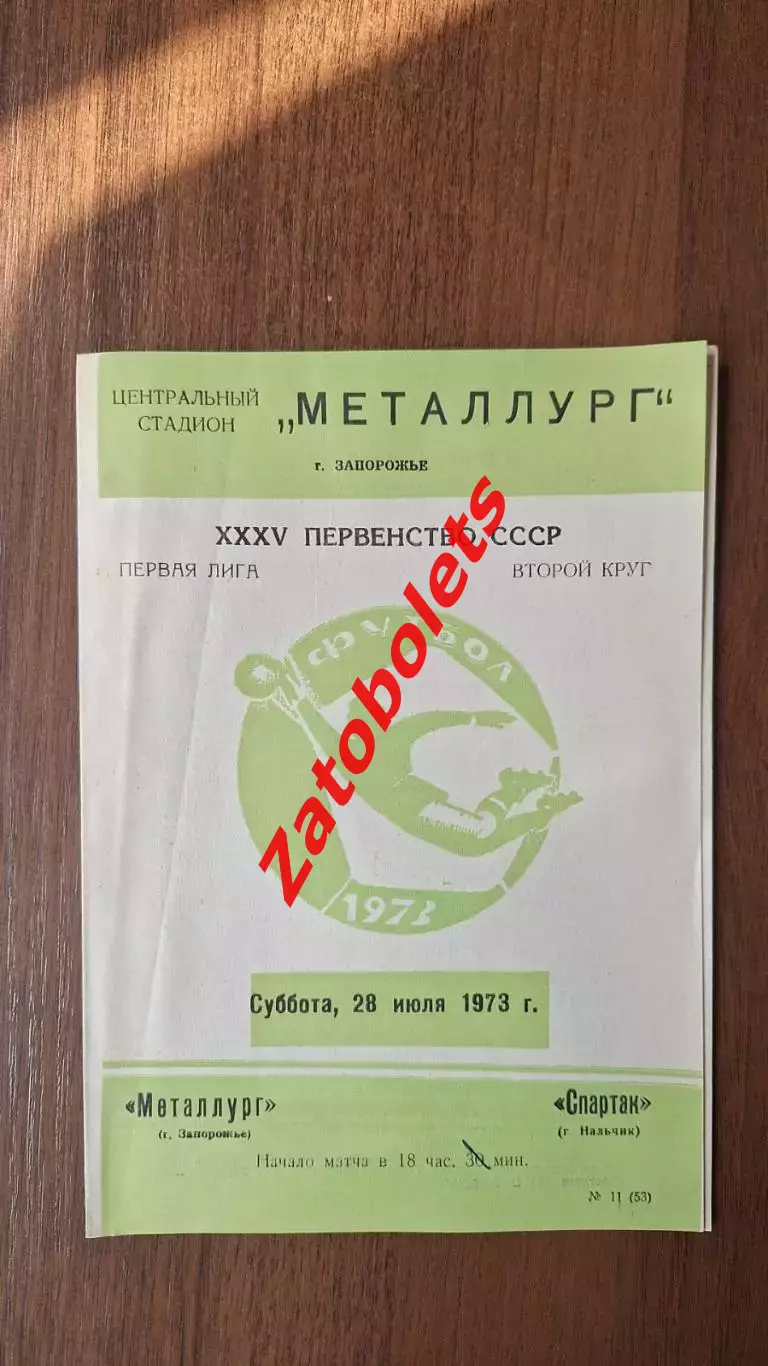 ЦЕНТРАЛЬНЫЙ
СТАДИОН
„МЕТАЛЛУРГ“
г. ЗАПОРОЖЬЕ
XXXV ПЕРВЕНСТВО СССР
ПЕРВАЯ ЛИГА
ВТОРОЙ КРУГ
ФУТБОЛ
1973
Zatobolets
Суббота, 28 июля 1973 г.
«Металлург»
(г. Запорожье)
«Спартак»
(г Нальчик)
Начало матча в 18 час. 30 мин.
№ 11 (53)